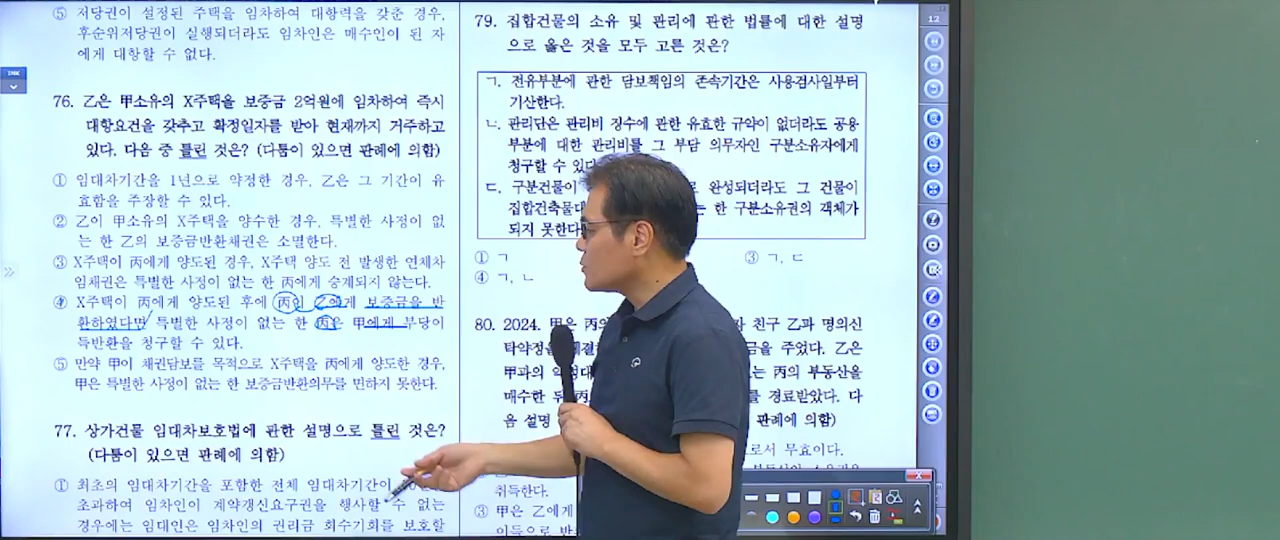 ⑤ 저당권이 설정된 주택을 임차하여 대항력을 갖춘 경우,
후순위저당권이 실행되더라도 임차인은 매수인이 된 자
에게 대항할 수 없다.
76. 乙은 甲소유의 X주택을 보증금 2억원에 임차하여 즉시
대항요건을 갖추고 확정일자를 받아 현재까지 거주하고
있다. 다음 중 틀린 것은? (다툼이 있으면 판례에 의함)
① 임대차기간을 1년으로 약정한 경우, 乙은 그 기간이 유
효함을 주장할 수 있다.
② 乙이 甲소유의 X주택을 양수한 경우, 특별한 사정이 없
는 한 乙의 보증금반환채권은 소멸한다.
③ X주택이 丙에게 양도된 경우, X주택 양도 전 발생한 연체차
임채권은 특별한 사정이 없는 한 丙에게 승계되지 않는다.
④ X주택이 丙에게 양도된 후에 丙이 乙에게 보증금을 반
환하였다면 특별한 사정이 없는 한 丙은 甲에게 부당이
득반환을 청구할 수 있다.
⑤ 만약 甲이 채권담보를 목적으로 X주택을 丙에게 양도한 경우,
甲은 특별한 사정이 없는 한 보증금반환의무를 면하지 못한다.
77. 상가건물 임대차보호법에 관한 설명으로 틀린 것은?
(다툼이 있으면 판례에 의함)
① 최초의 임대차기간을 포함한 전체 임대차기간이
초과하여 임차인이 계약갱신요구권을 행사할 수 없는
경우에는 임대인은 임차인의 권리금 회수기회를 보호할
79. 집합건물의 소유 및 관리에 관한 법률에 대한 설명
으로 옳은 것을 모두 고른 것은?
ㄱ. 전유부분에 관한 담보책임의 존속기간은 사용검사일부터
기산한다.
ㄴ. 관리단은 관리비 징수에 관한 유효한 규약이 없더라도 공용
부분에 대한 관리비를 그 부담 의무자인 구분소유자에게
청구할 수 있다
ㄷ. 구분건물이 로 완성되더라도 그 건물이
집합건축물대 는 한 구분소유권의 객체가
되지 못한다
① ㄱ ③ ㄱ, ㄷ
④ ㄱ, ㄴ
80. 2024. 甲은 丙의 자 친구 乙과 명의신
탁약정을 체결 금을 주었다. 乙은
甲과의 약정대 는 丙의 부동산을
매수한 뒤 丙 를 경료받았다. 다
음 설명 판례에 의함)
로서 무효이다.
취득한다.
③ 甲은 乙에게
이득으로 반
12
INK